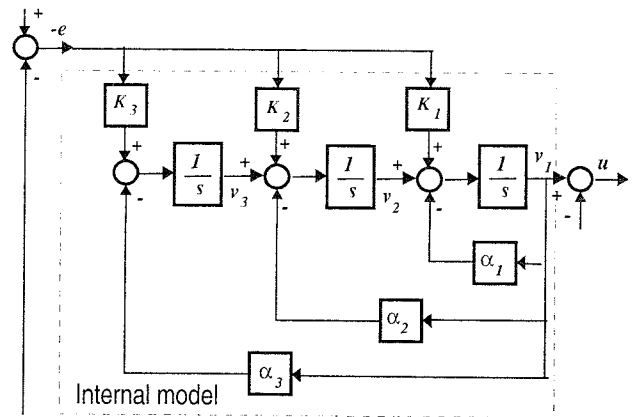 +
-e
-
K3
K2
K1
+
+
+
1/s
+
1/s
+
1/s
v1
u
-
v3
-
v2
-
+
-
α1
α2
α3
Internal model